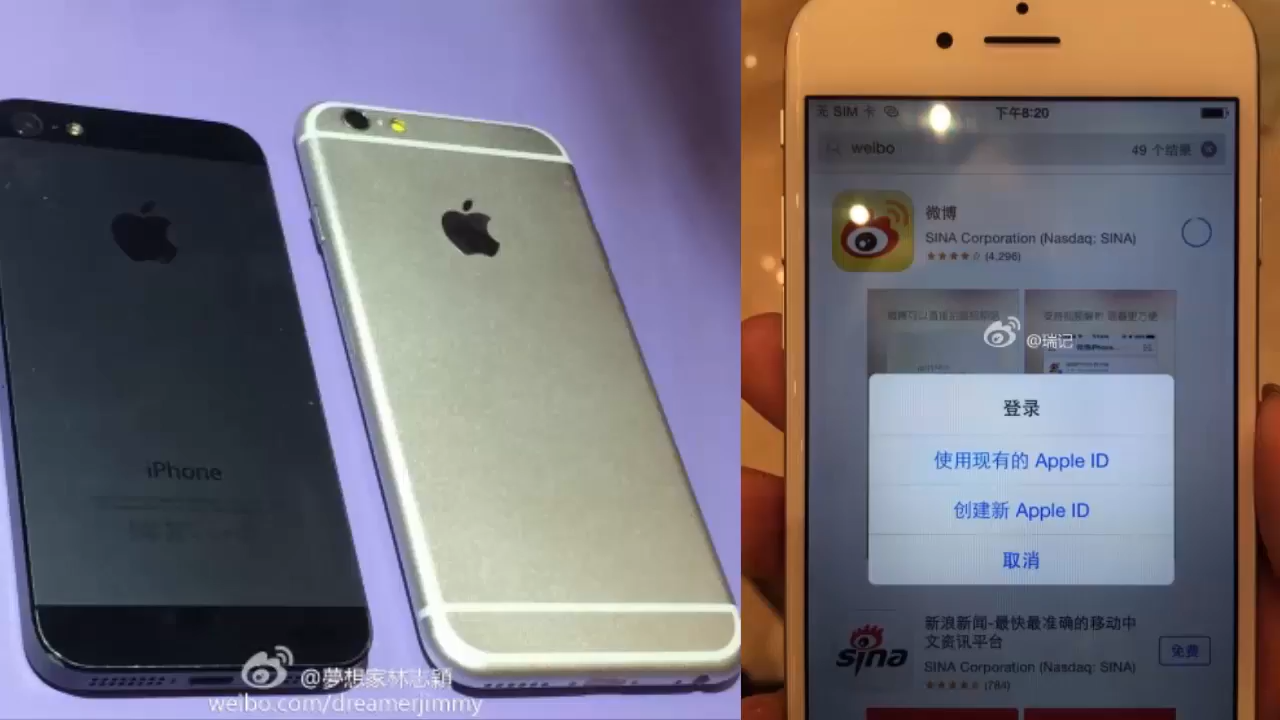 iPhone
@夢想家林志穎
weibo.com/dreamerjimmy
无 SIM 卡
下午8:20
weibo
49 个结果
微博
SINA Corporation (Nasdaq: SINA)
(4,296)
@瑞记
登录
使用现有的 Apple ID
创建新 Apple ID
取消
sina
新浪新闻-最快最准确的移动中
文资讯平台
免费
SINA Corporation (Nasdaq: SINA)
(784)